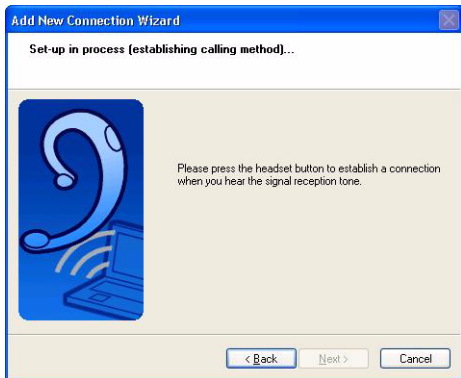 Add New Connection Wizard
Set-up in process (establishing calling method)...
Please press the headset button to establish a connection
when you hear the signal reception tone.
< Back
Next >
Cancel